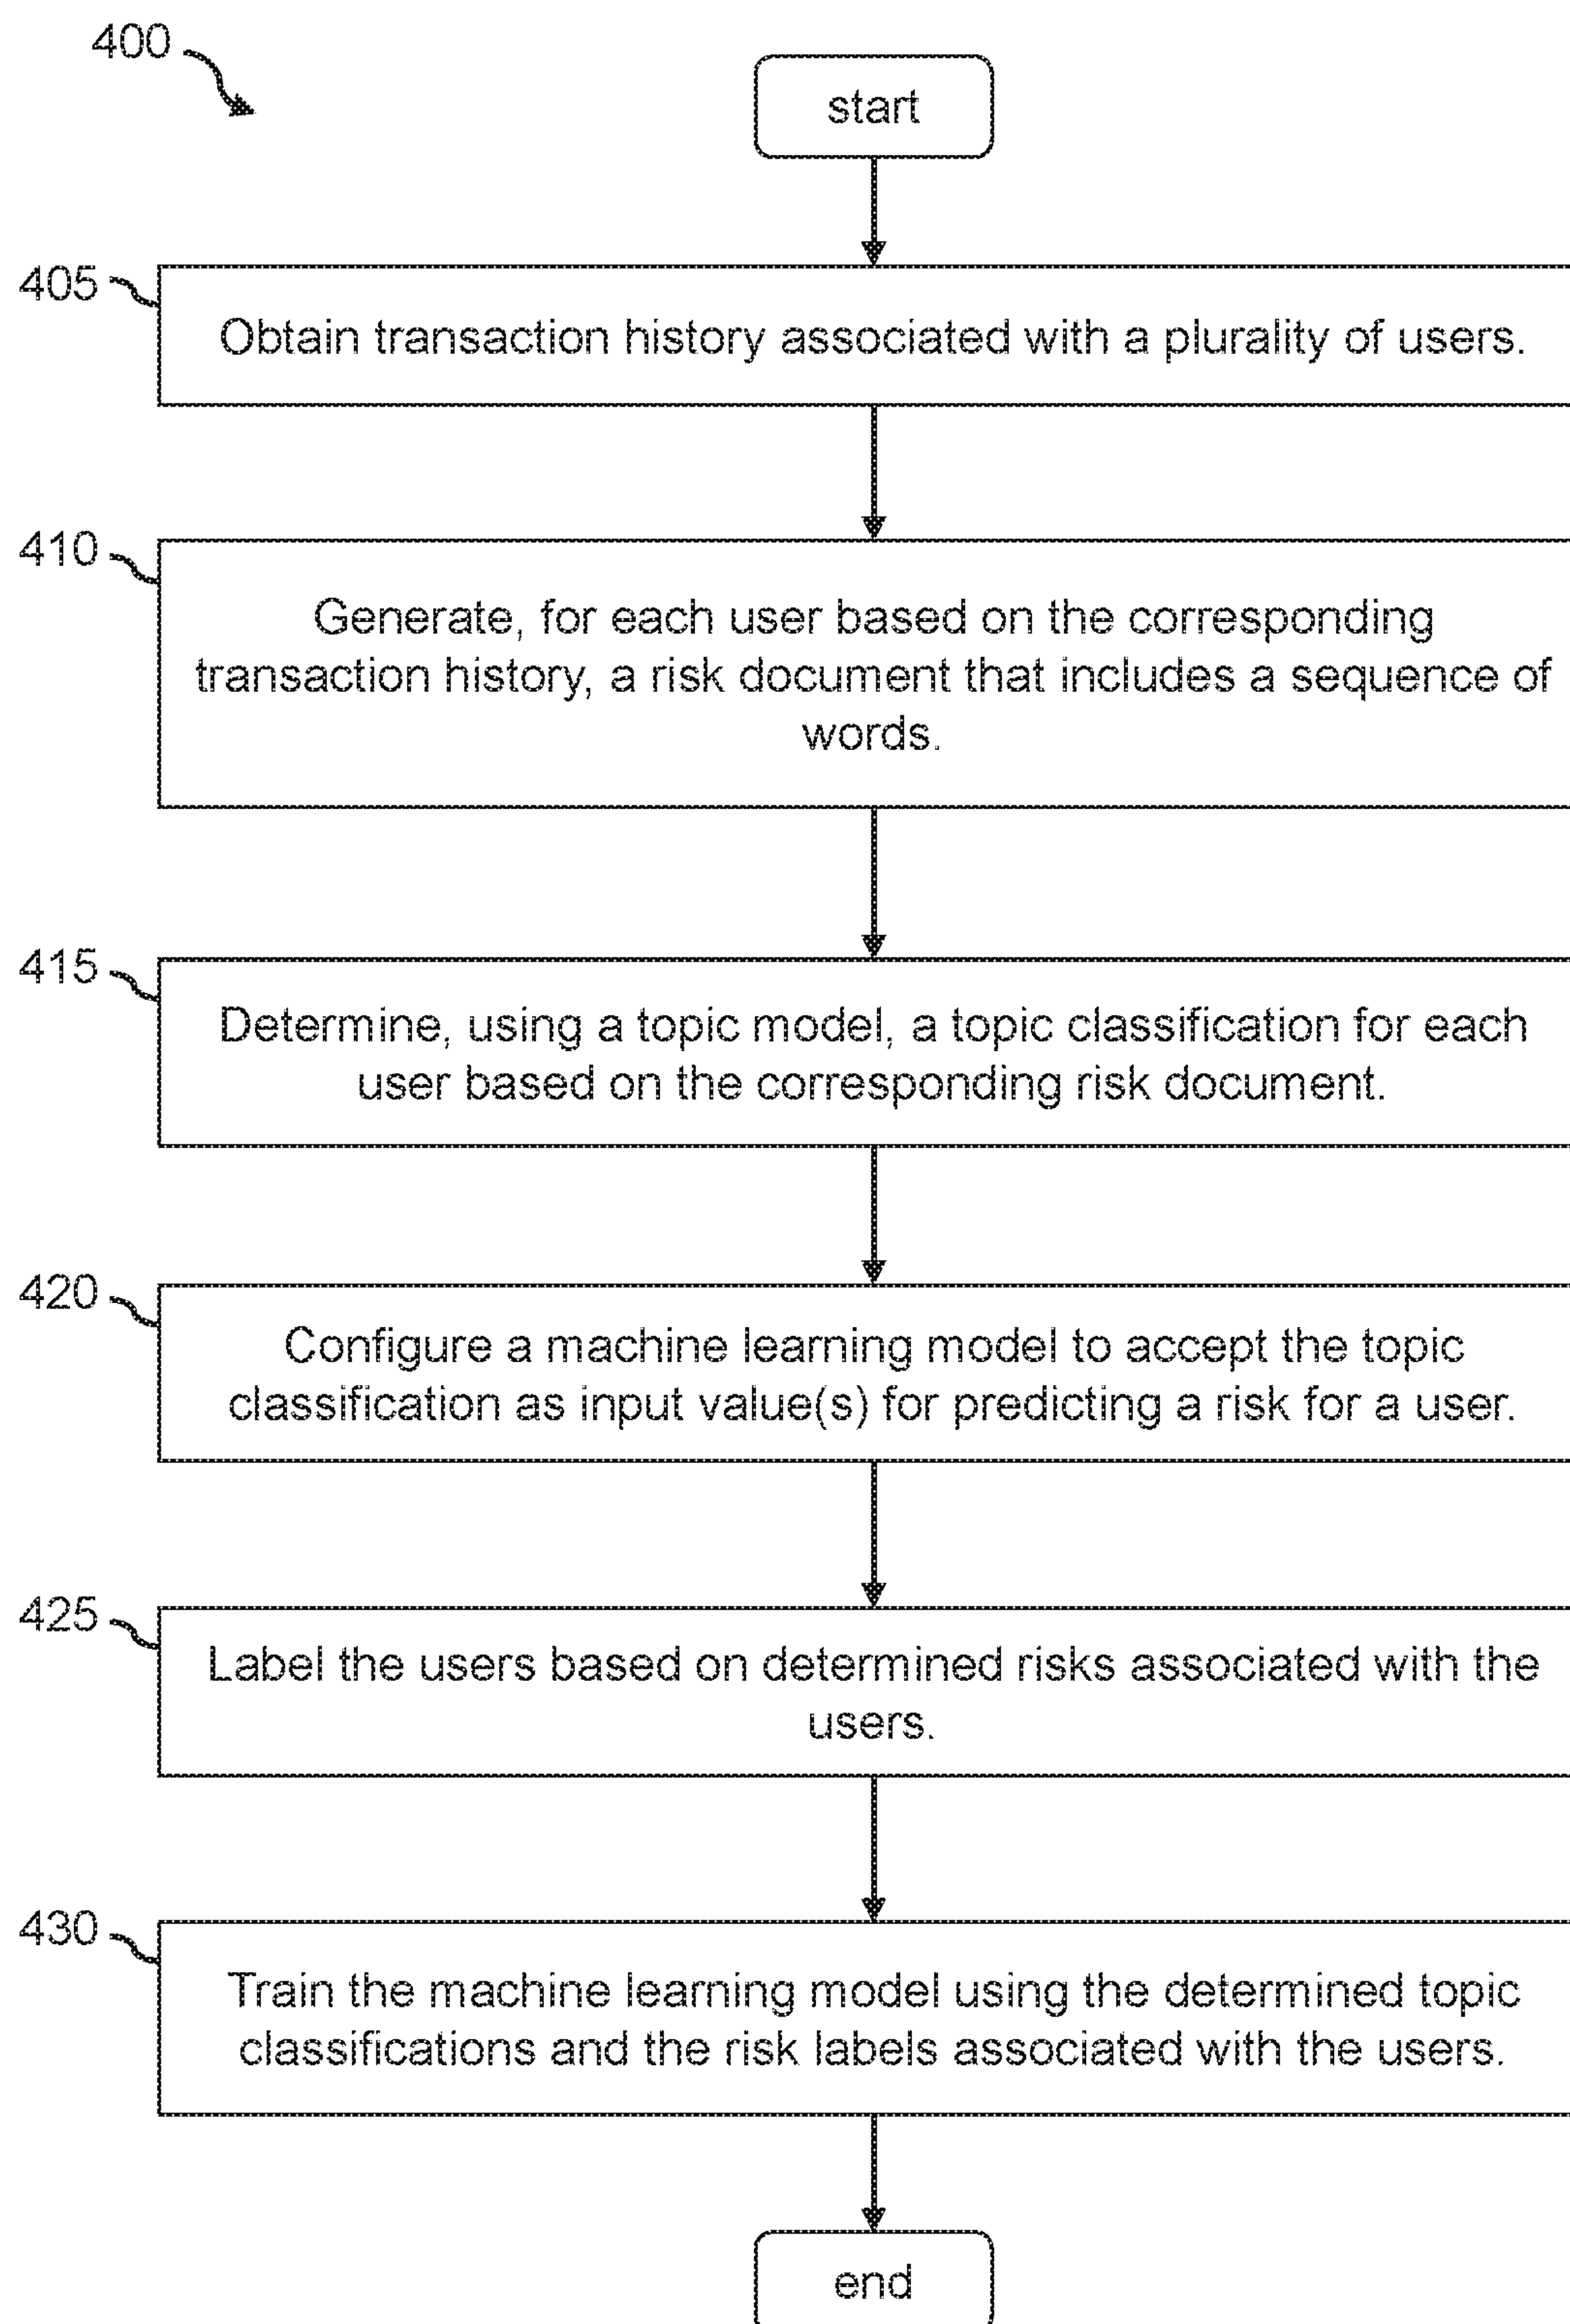 400
start
405
Obtain transaction history associated with a plurality of users.
410
Generate, for each user based on the corresponding
transaction history, a risk document that includes a sequence of
words.
415
Determine, using a topic model, a topic classification for each
user based on the corresponding risk document.
420
Configure a machine learning model to accept the topic
classification as input value(s) for predicting a risk for a user.
425
Label the users based on determined risks associated with the
users.
430
Train the machine learning model using the determined topic
classifications and the risk labels associated with the users.
end